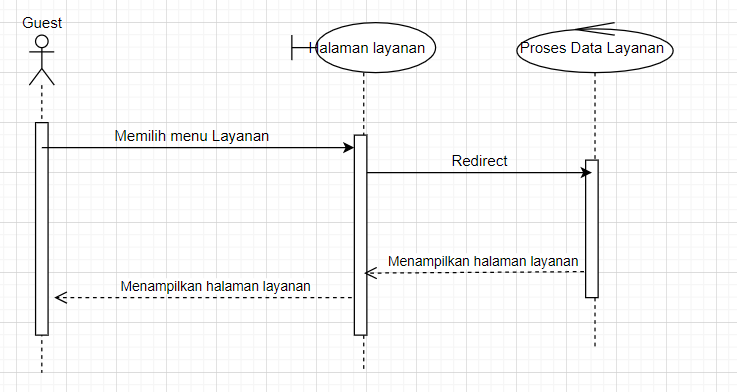 Guest
Halaman layanan
Proses Data Layanan
Memilih menu Layanan
Redirect
Menampilkan halaman layanan
Menampilkan halaman layanan